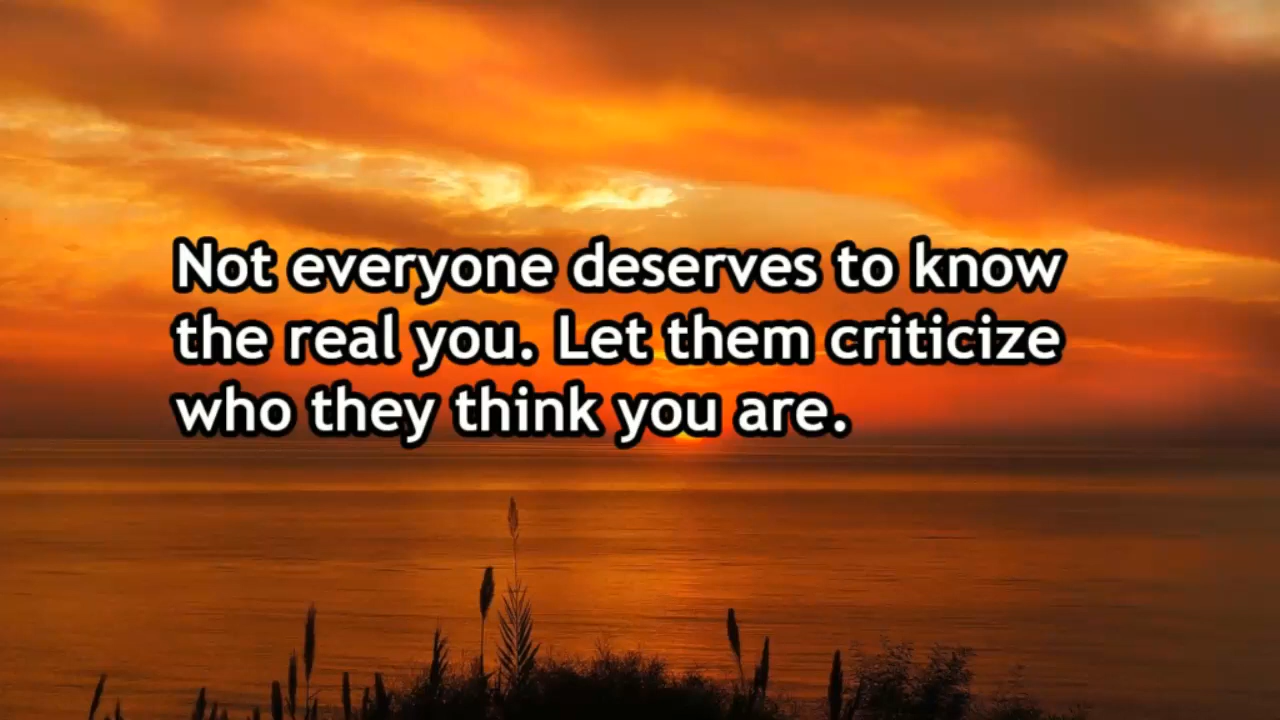 Not everyone deserves to know
the real you. Let them criticize
who they think you are.